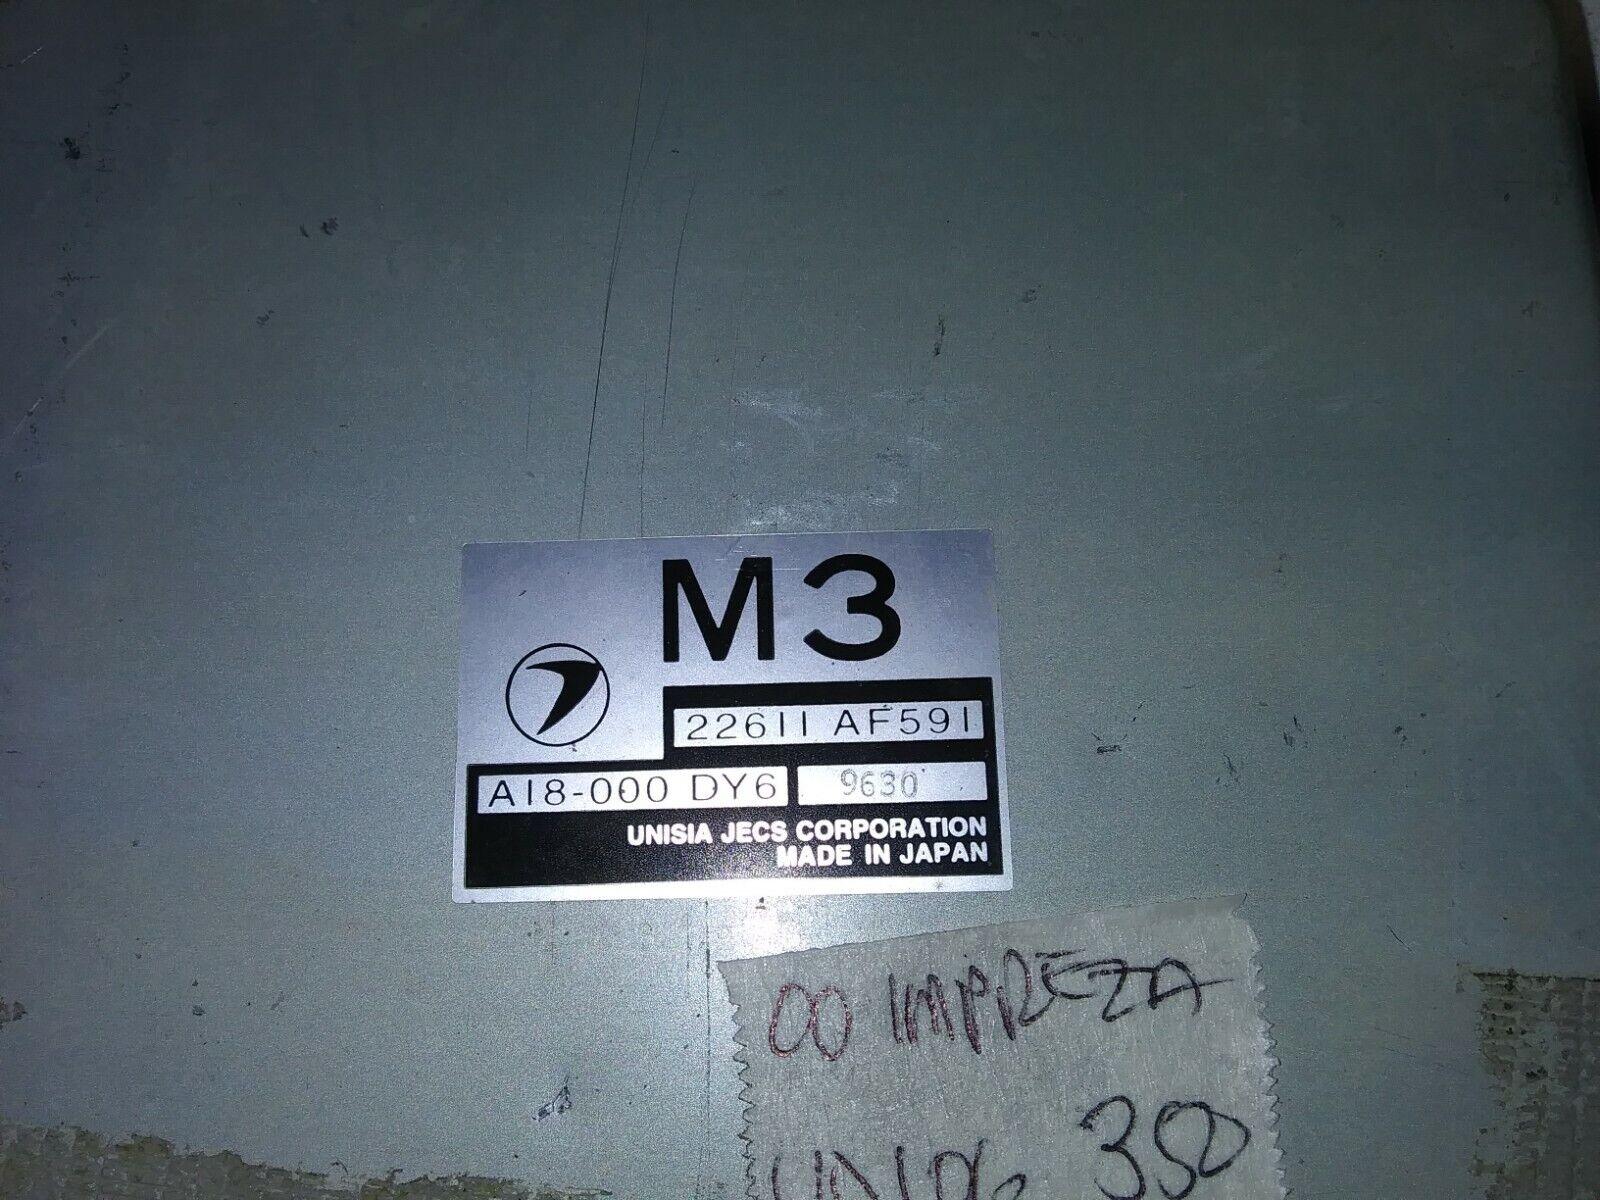 M3
22611 AF591
A18-000 DY6 9630
UNISIA JECS CORPORATION
MADE IN JAPAN
00 IMPREZA
350